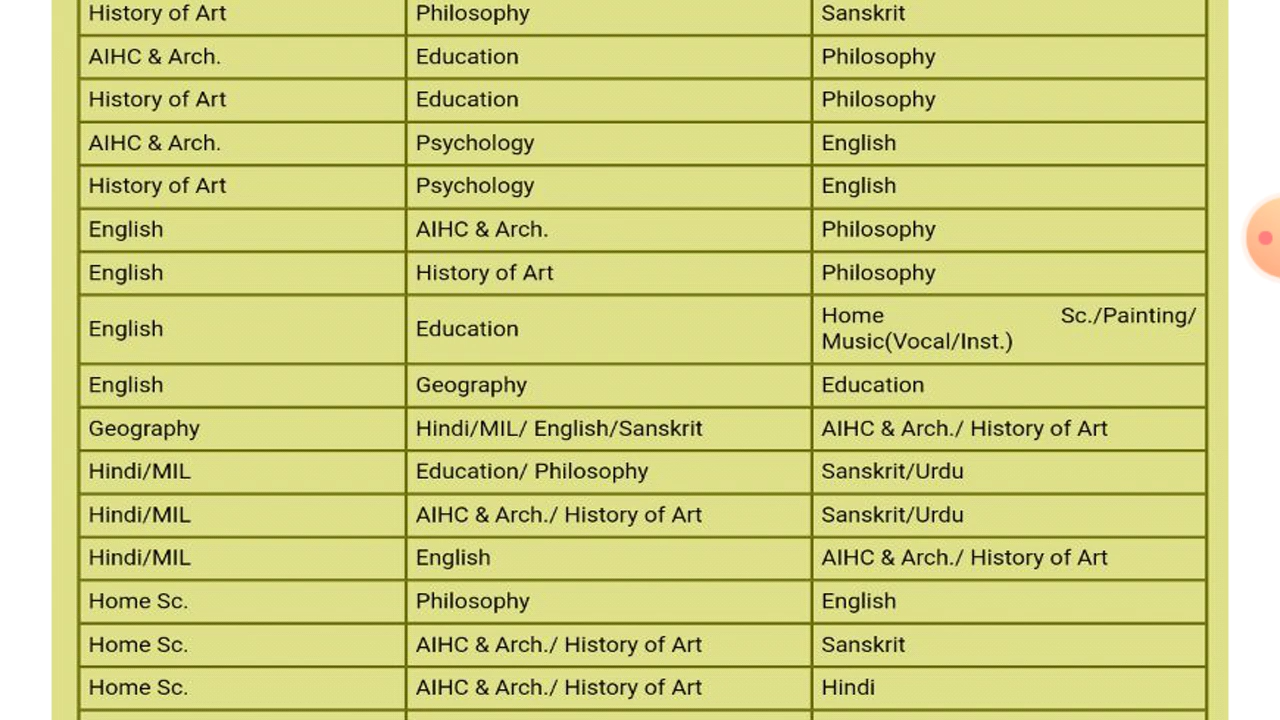 History of Art Philosophy Sanskrit
AIHC & Arch. Education Philosophy
History of Art Education Philosophy
AIHC & Arch. Psychology English
History of Art Psychology English
English AIHC & Arch. Philosophy
English History of Art Philosophy
English Education Home Sc./Painting/
Music(Vocal/Inst.)
English Geography Education
Geography Hindi/MIL/ English/Sanskrit AIHC & Arch./ History of Art
Hindi/MIL Education/ Philosophy Sanskrit/Urdu
Hindi/MIL AIHC & Arch./ History of Art Sanskrit/Urdu
Hindi/MIL English AIHC & Arch./ History of Art
Home Sc. Philosophy English
Home Sc. AIHC & Arch./ History of Art Sanskrit
Home Sc. AIHC & Arch./ History of Art Hindi